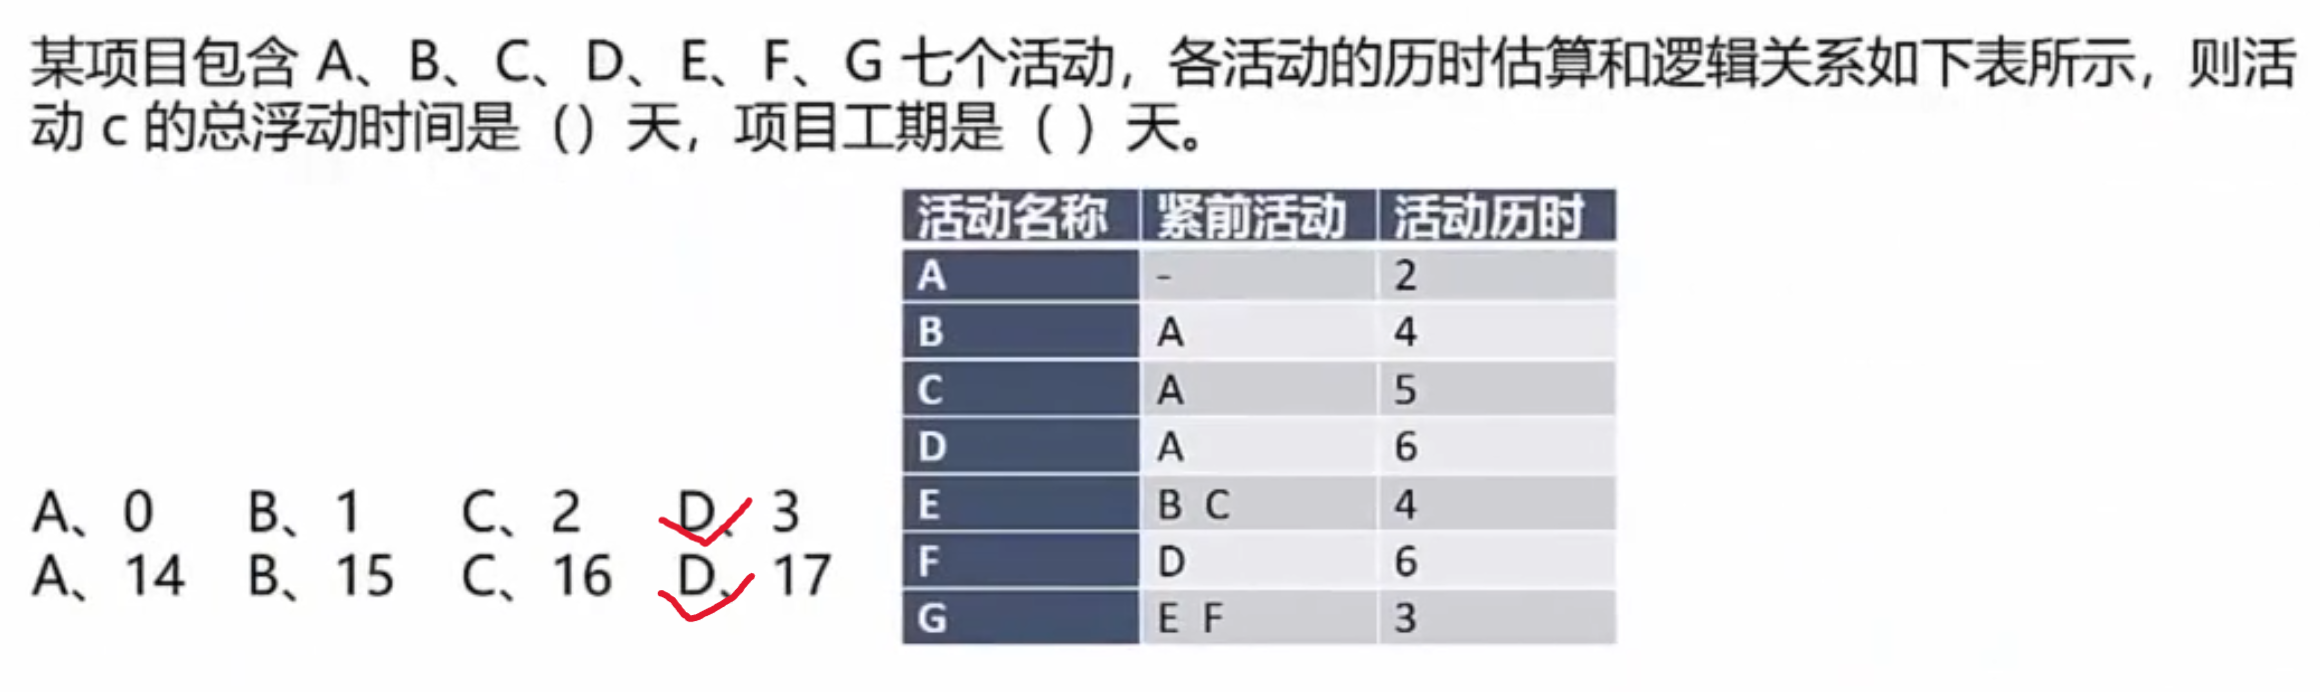 某项目包含 A、B、C、D、E、F、G 七个活动，各活动的历时估算和逻辑关系如下表所示，则活
动 c 的总浮动时间是（）天，项目工期是（ ）天。
活动名称 紧前活动 活动历时
A - 2
B A 4
C A 5
D A 6
E B C 4
F D 6
G E F 3
A、0 B、1 C、2 D、3
A、14 B、15 C、16 D、17